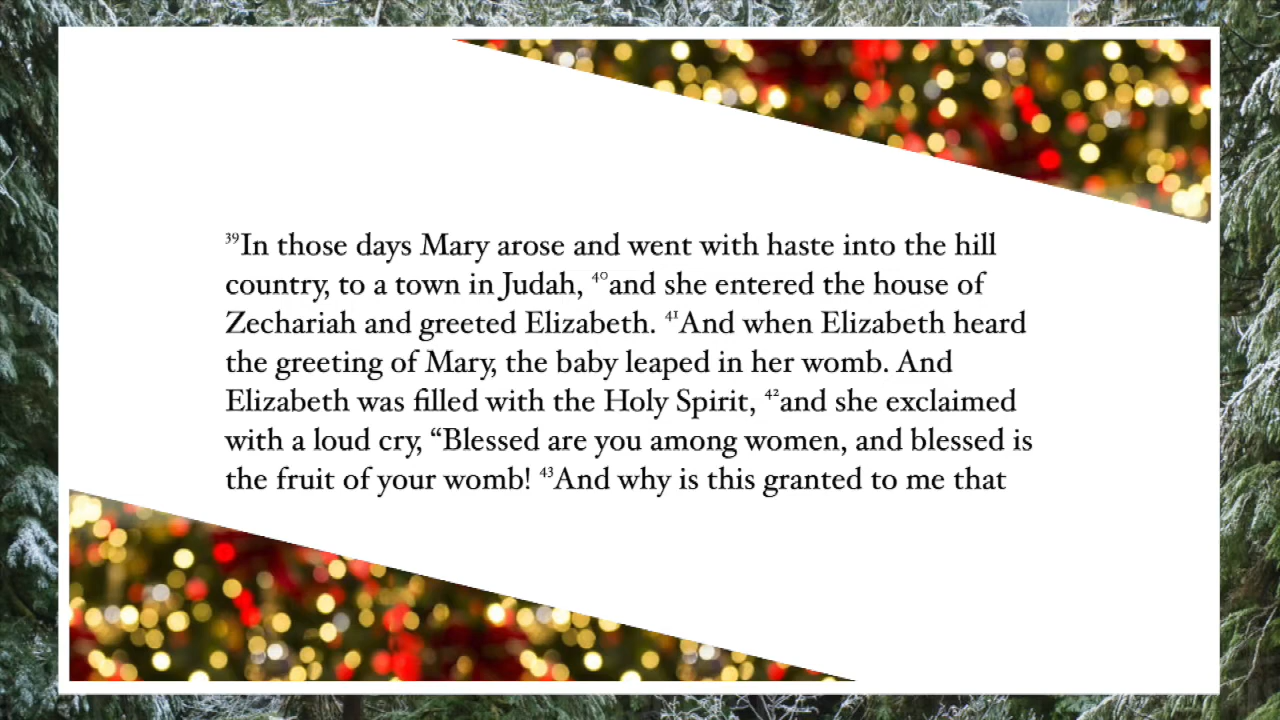 ³⁹In those days Mary arose and went with haste into the hill
country, to a town in Judah, ⁴⁰and she entered the house of
Zechariah and greeted Elizabeth. ⁴¹And when Elizabeth heard
the greeting of Mary, the baby leaped in her womb. And
Elizabeth was filled with the Holy Spirit, ⁴²and she exclaimed
with a loud cry, “Blessed are you among women, and blessed is
the fruit of your womb! ⁴³And why is this granted to me that